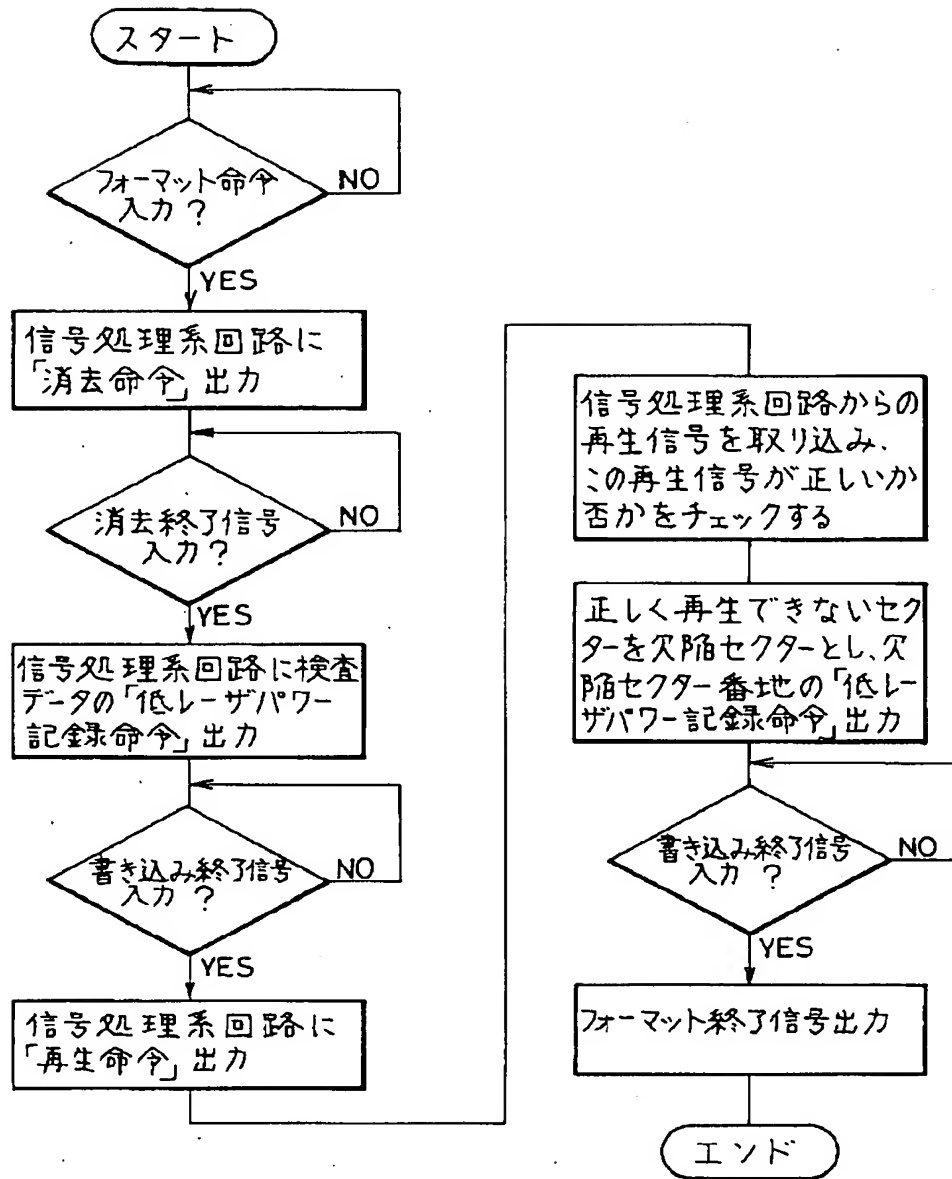 スタート
フォーマット命令
入力?
NO
YES
信号処理系回路に
「消去命令」出力
消去終了信号
入力?
NO
YES
信号処理系回路に検査
データの「低レーザパワー
記録命令」出力
書き込み終了信号
入力?
NO
YES
信号処理系回路に
「再生命令」出力
信号処理系回路からの
再生信号を取り込み、
この再生信号が正しいか
否かをチェックする
正しく再生できないセク
ターを欠陥セクターとし、欠
陥セクター番地の「低レー
ザパワー記録命令」出力
書き込み終了信号
入力?
NO
YES
フォーマット終了信号出力
エンド